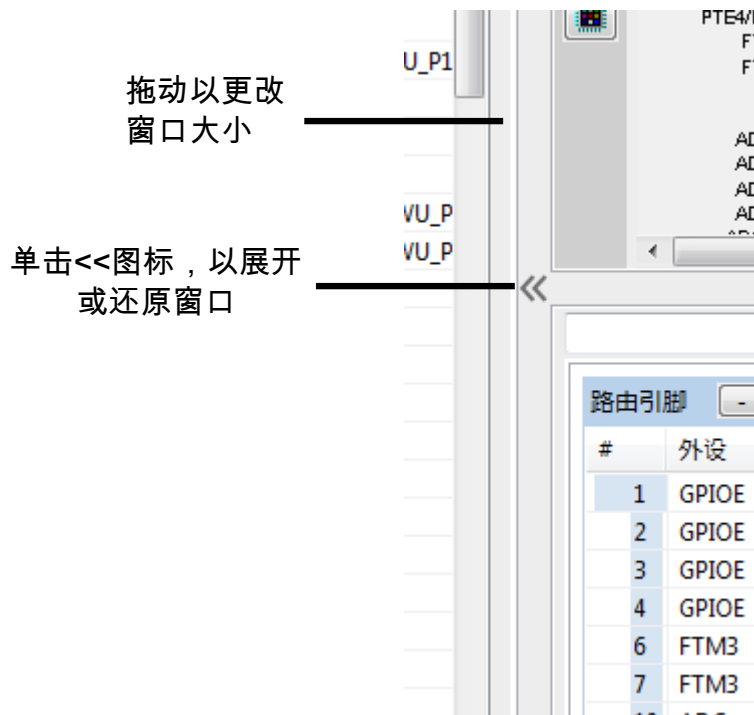 PTE4/
U_P1
拖动以更改
窗口大小
AD
AD
AD
AD
WU_P
单击<<图标，以展开
WU_P
或还原窗口
路由引脚 -
# 外设
1 GPIOE
2 GPIOE
3 GPIOE
4 GPIOE
6 FTM3
7 FTM3